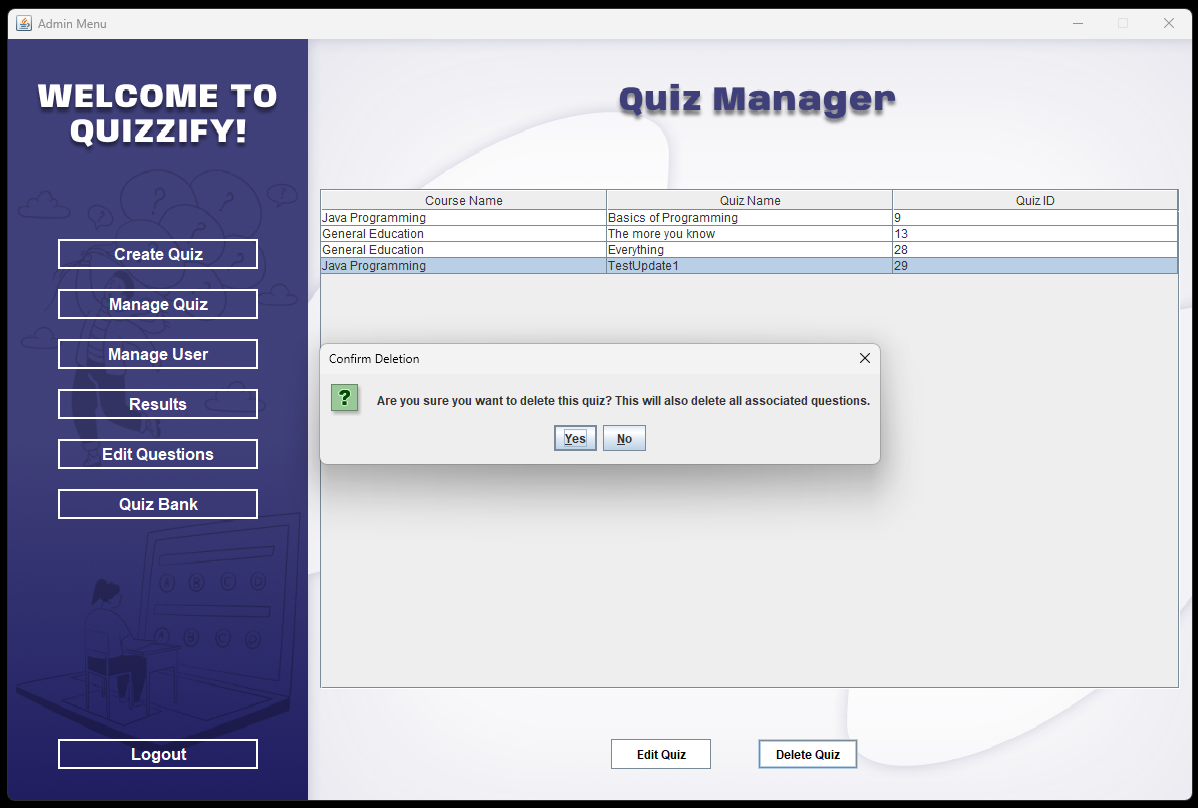 Admin Menu
WELCOME TO
QUIZZIFY!
Create Quiz
Manage Quiz
Manage User
Results
Edit Questions
Quiz Bank
A B C D
A B C D
Logout
Quiz Manager
Course Name Quiz Name Quiz ID
Java Programming Basics of Programming 9
General Education The more you know 13
General Education Everything 28
Java Programming TestUpdate1 29
Confirm Deletion
? Are you sure you want to delete this quiz? This will also delete all associated questions.
Yes No
Edit Quiz Delete Quiz